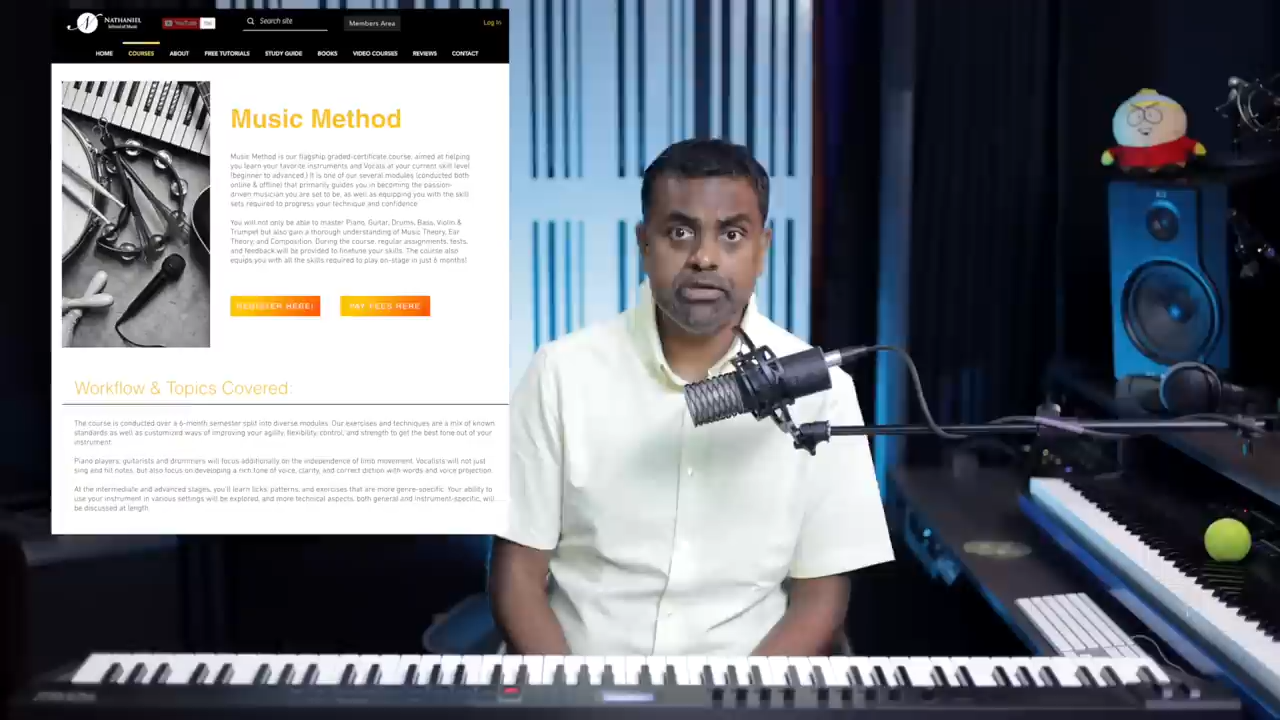 NATHANIEL
School of Music
YouTube
Search site
Members Area
Log In
HOME COURSES ABOUT FREE TUTORIALS STUDY GUIDE BOOKS VIDEO COURSES REVIEWS CONTACT
Music Method
Music Method is our flagship graded-certificate course, aimed at helping
you learn your favorite instruments and Vocals at your current skill level
(beginner to advanced.) It is one of our several modules (conducted both
online & offline) that primarily guides you in becoming the passion-
driven musician you are set to be, as well as equipping you with the skill
sets required to progress your technique and confidence
You will not only be able to master Piano, Guitar, Drums, Bass, Violin &
Trumpet but also gain a thorough understanding of Music Theory, Ear
Theory, and Composition. During the course, regular assignments, tests,
and feedback will be provided to finetune your skills. The course also
equips you with all the skills required to play on-stage in just 6 months!
REGISTER HERE! PAY FEES HERE
Workflow & Topics Covered:
The course is conducted over a 6-month semester split into diverse modules. Our exercises and techniques are a mix of known
standards as well as customized ways of improving your agility, flexibility, control, and strength to get the best tone out of your
instrument.
Piano players, guitarists and drummers will focus additionally on the independence of limb movement. Vocalists will not just
sing and hit notes, but also focus on developing a rich tone of voice, clarity, and correct diction with words and voice projection.
At the intermediate and advanced stages, you'll learn licks, patterns, and exercises that are more genre-specific. Your ability to
use your instrument in various settings will be explored, and more technical aspects, both general and instrument-specific, will
be discussed at length.